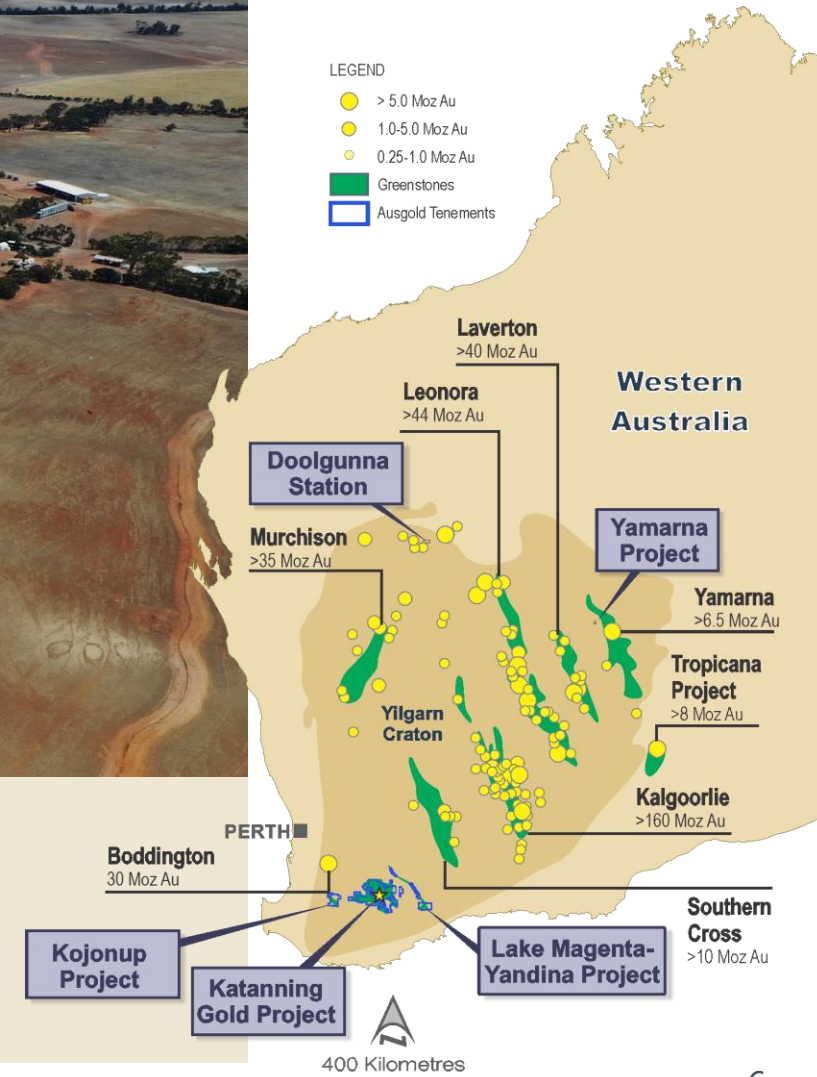 LEGEND
> 5.0 Moz Au
1.0-5.0 Moz Au
0.25-1.0 Moz Au
Greenstones
Ausgold Tenements
Laverton
>40 Moz Au
Western
Australia
Leonora
>44 Moz Au
Doolgunna
Station
Murchison
>35 Moz Au
Yamarna
Project
Yamarna
>6.5 Moz Au
Tropicana
Project
>8 Moz Au
Yilgarn
Craton
Kalgoorlie
>160 Moz Au
PERTH
Boddington
30 Moz Au
Southern
Cross
>10 Moz Au
Kojonup
Project
Katanning
Gold Project
Lake Magenta-
Yandina Project
N
400 Kilometres